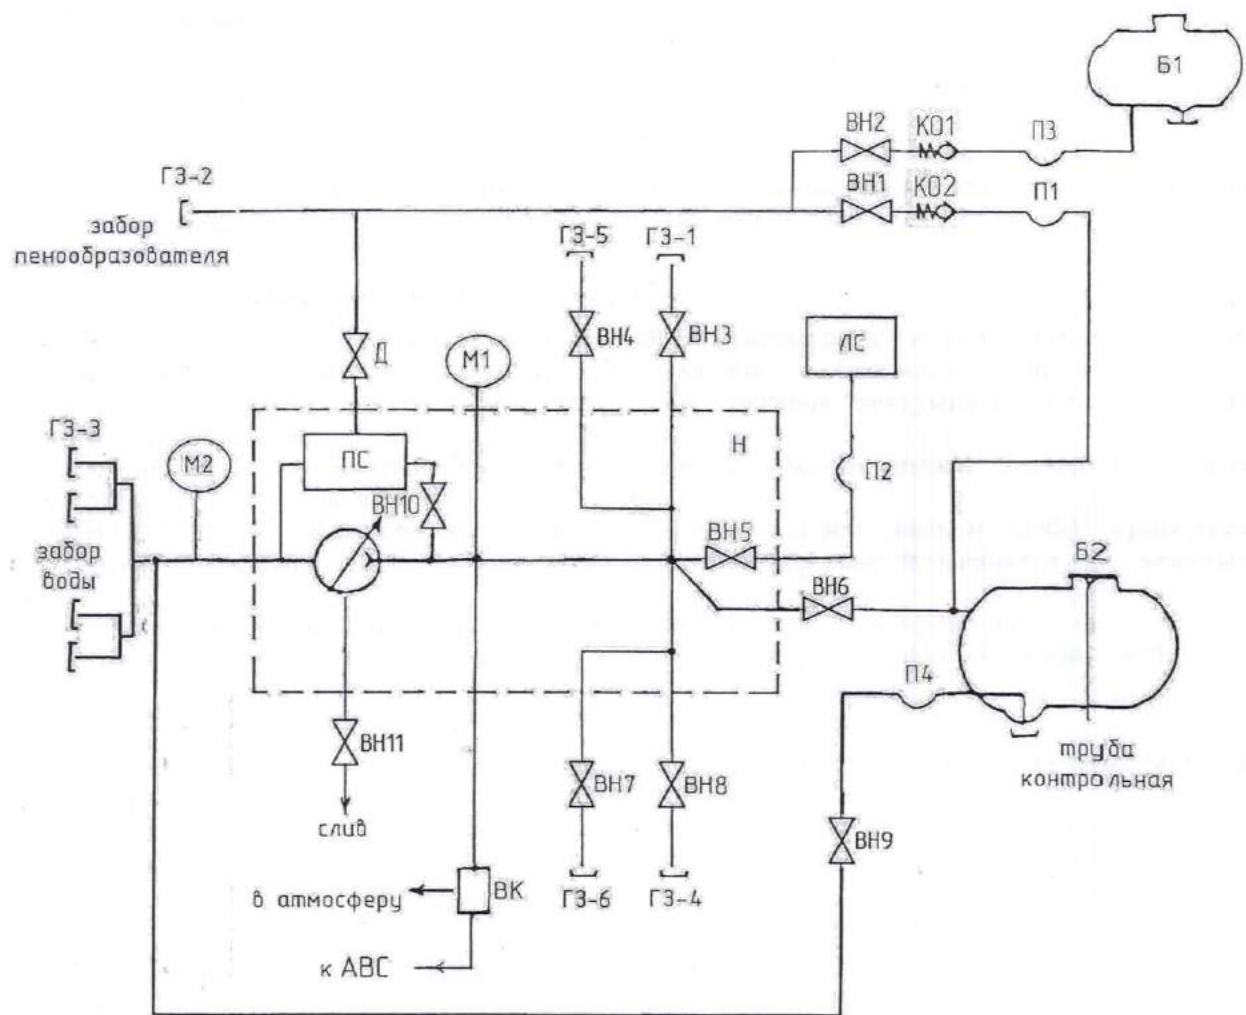 Б1
ВН2
КО1
П3
ГЗ-2
ВН1
КО2
П1
забор
пенообразователя
ГЗ-5
ГЗ-1
Д
М1
ВН4
ВН3
ЛС
ГЗ-3
М2
ПС
Н
П2
ВН10
забор
воды
ВН5
Б2
ВН6
П4
ВН11
ВН7
ВН8
труба
контрольная
слив
ВН9
в атмосферу
ВК
ГЗ-6
ГЗ-4
к АВС